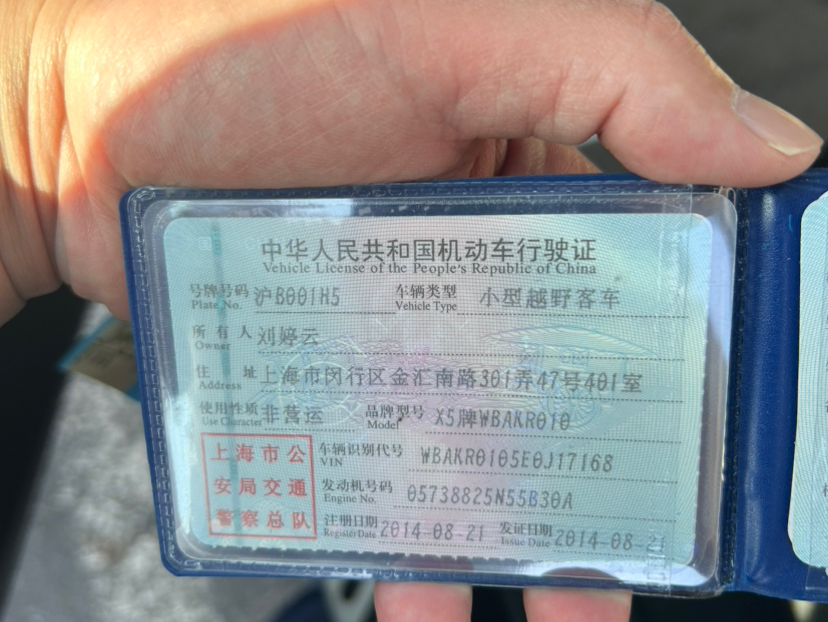 中华人民共和国机动车行驶证
Vehicle License of the People's Republic of China
号牌号码 沪B001H5 车辆类型 小型越野客车
Plate No. Vehicle Type
所有人 刘婷云
Owner
住址 上海市闵行区金汇南路301弄47号401室
Address
使用性质 非营运 品牌型号 X5牌WBAKR010
Use Character Model
上海市公 车辆识别代号 WBAKR0105E0J17168
VIN
安局交通 发动机号码 05738825N55B30A
Engine No.
警察总队 注册日期 2014-08-21 发证日期 2014-08-21
Register Date Issue Date